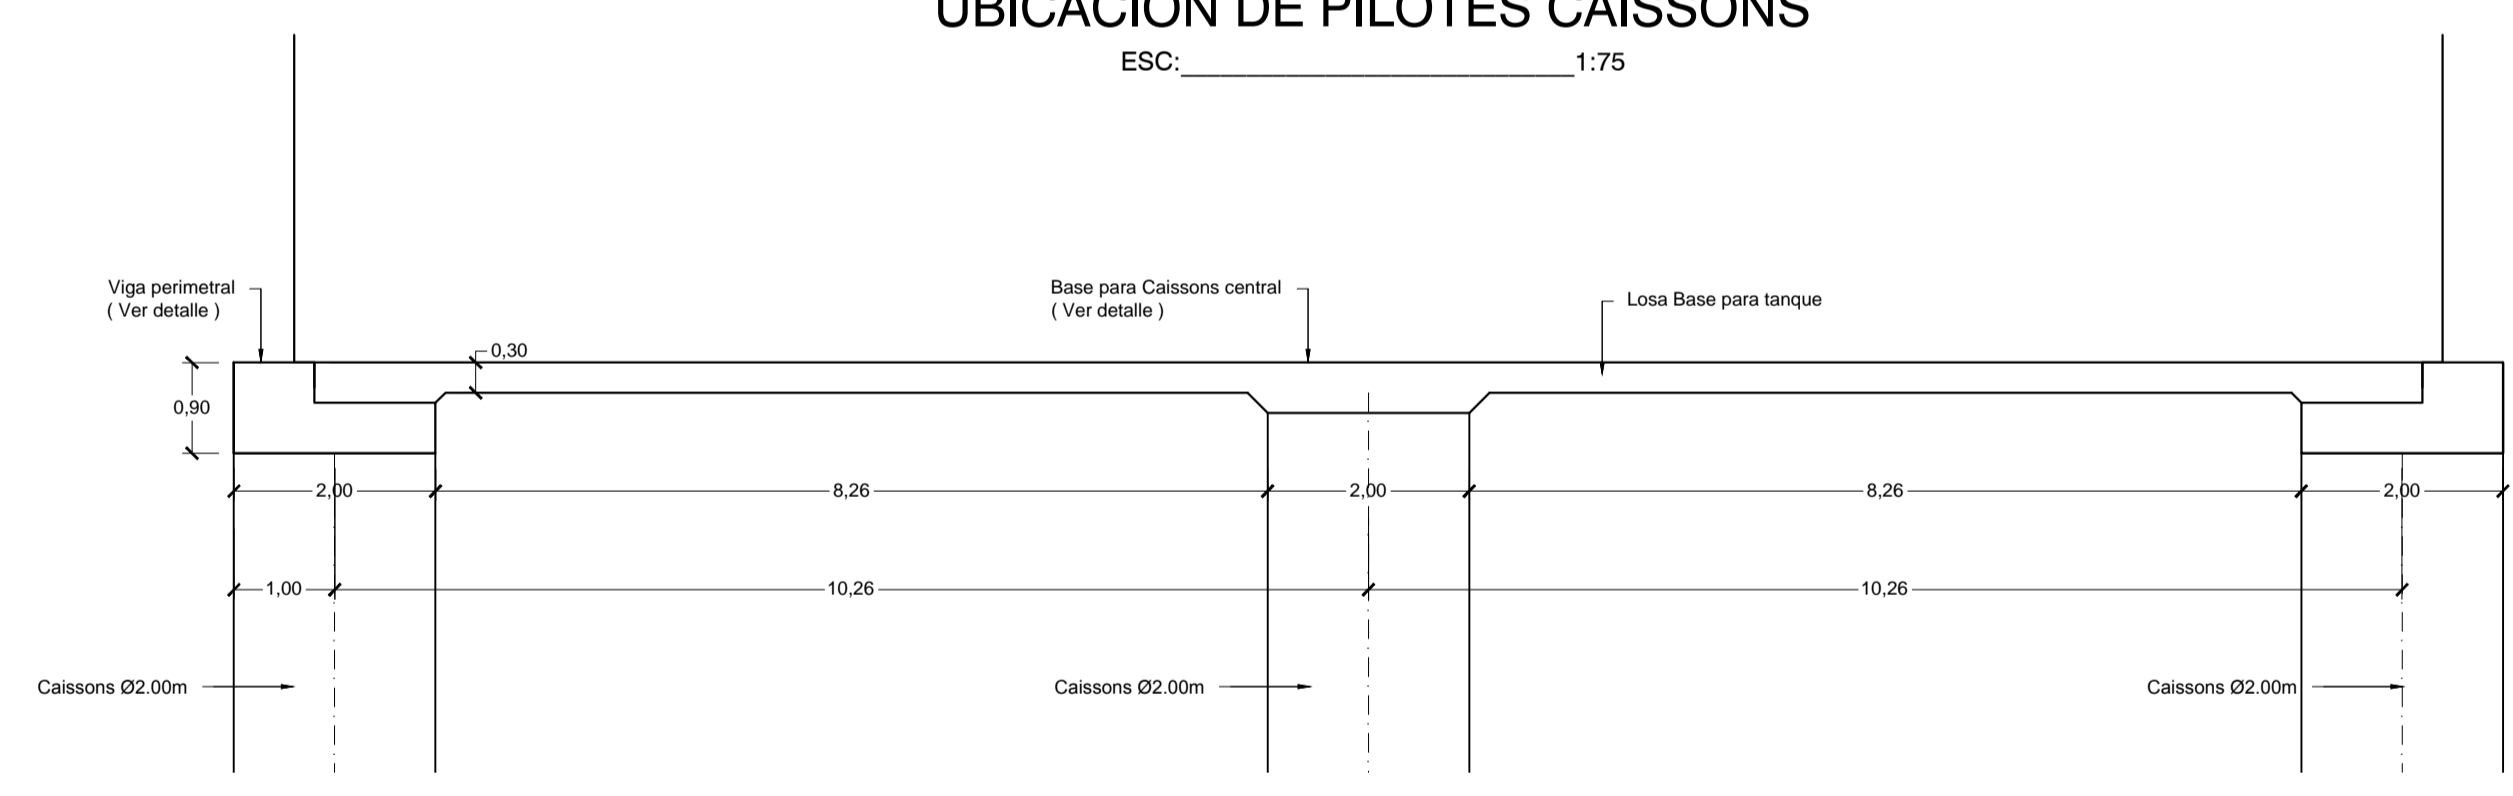 UBICACION DE PILOTES CAISSONS
ESC:______________________________1:75
Viga perimetral
( Ver detalle )
Base para Caissons central
( Ver detalle )
Losa Base para tanque
0,30
0,90
2,00 8,26 2,00 8,26 2,00
1,00 10,26 10,26
Caissons Ø2.00m Caissons Ø2.00m Caissons Ø2.00m